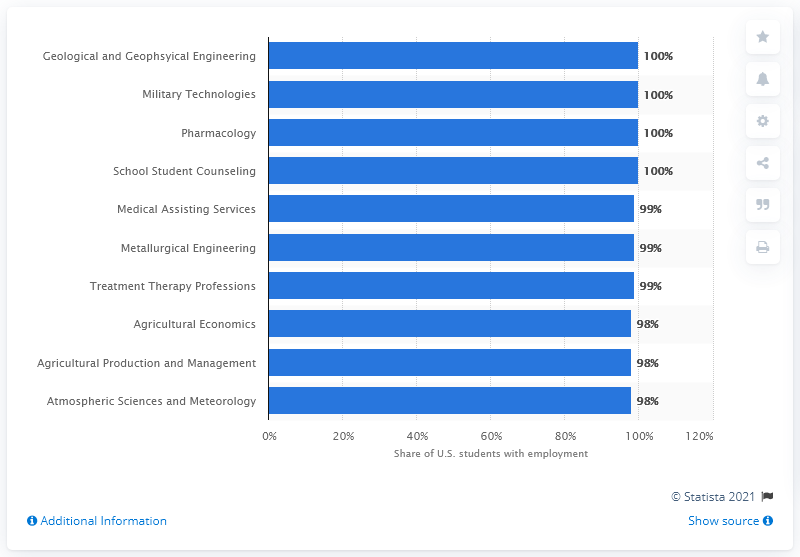 Geological and Geophsyical Engineering 100%
Military Technologies 100%
Pharmacology 100%
School Student Counseling 100%
Medical Assisting Services 99%
Metallurgical Engineering 99%
Treatment Therapy Professions 99%
Agricultural Economics 98%
Agricultural Production and Management 98%
Atmospheric Sciences and Meteorology 98%
0% 20% 40% 60% 80% 100% 120%
Share of U.S. students with employment
© Statista 2021
Additional Information Show source